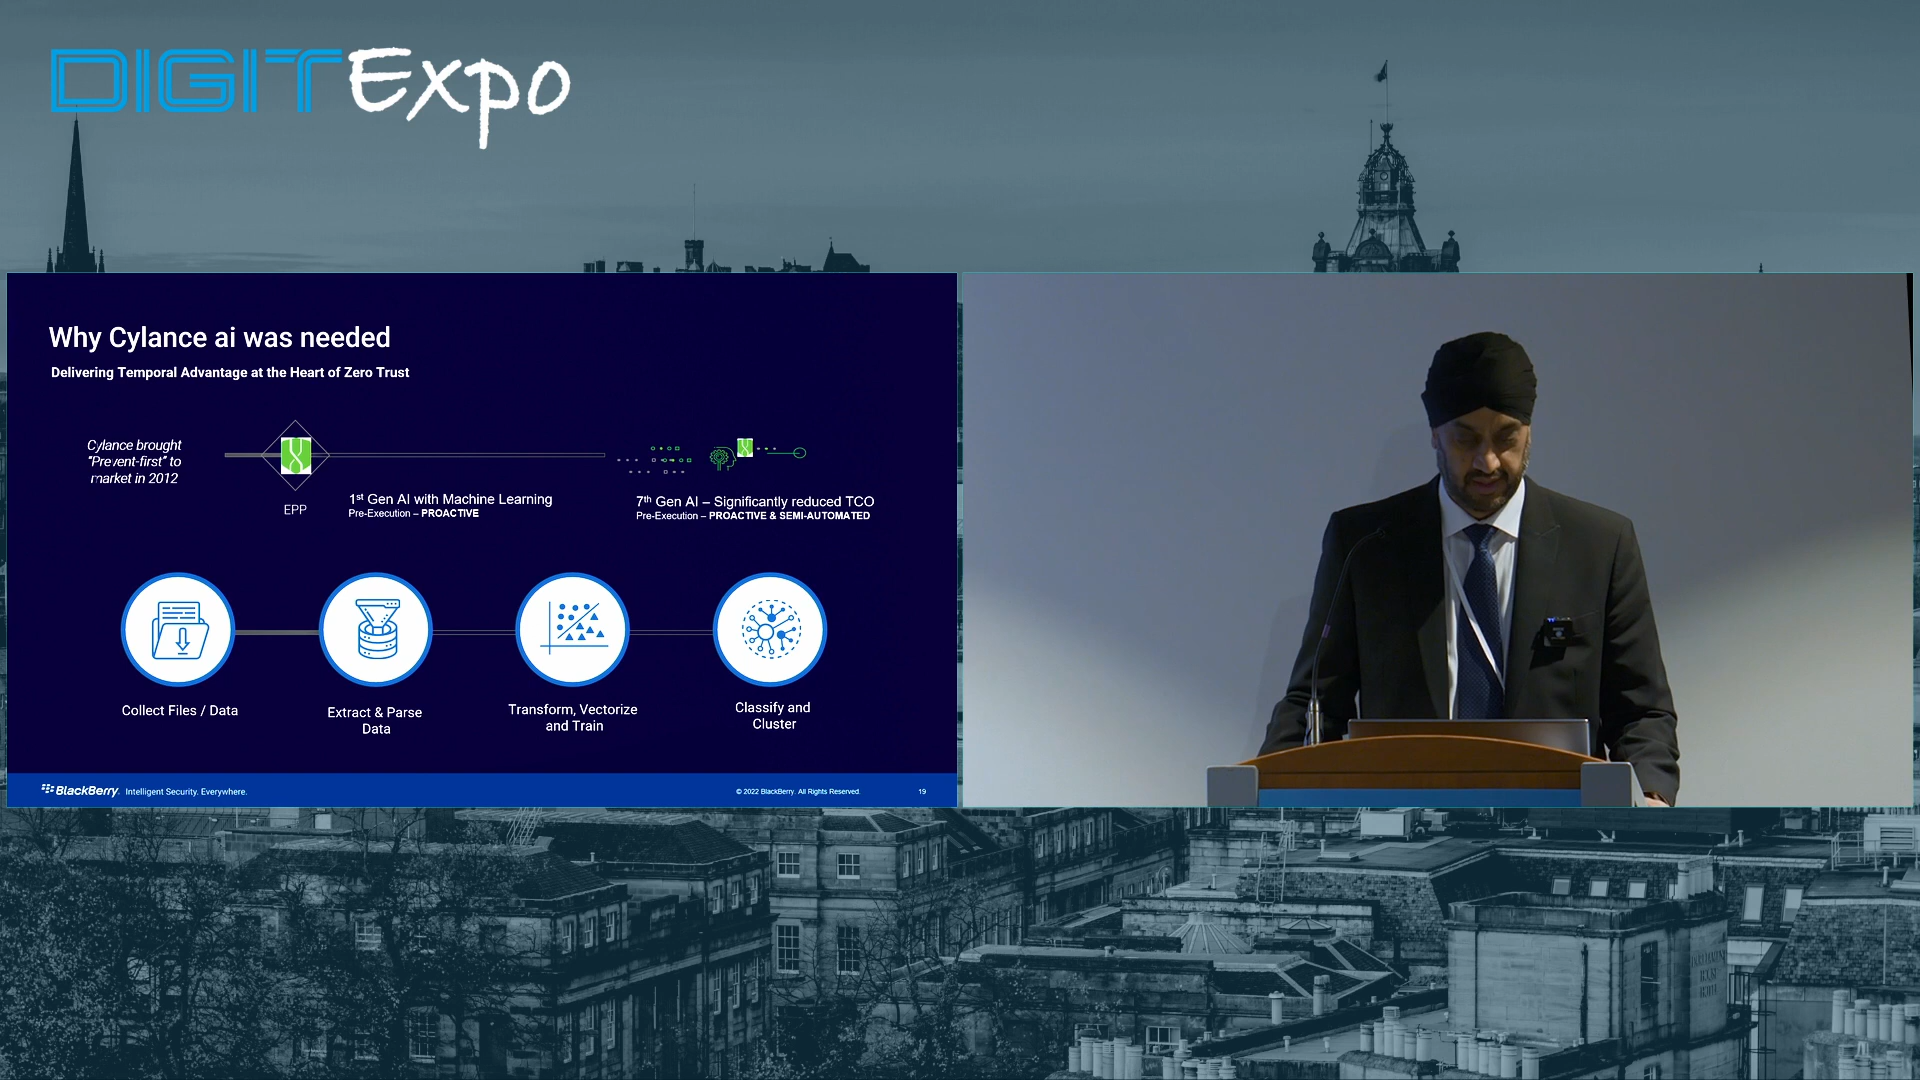 DIGITExpo
Why Cylance ai was needed
Delivering Temporal Advantage at the Heart of Zero Trust
Cylance brought
"Prevent-first" to
market in 2012
EPP
1st Gen AI with Machine Learning
Pre-Execution – PROACTIVE
7th Gen AI – Significantly reduced TCO
Pre-Execution – PROACTIVE & SEMI-AUTOMATED
Collect Files / Data
Extract & Parse
Data
Transform, Vectorize
and Train
Classify and
Cluster
BlackBerry. Intelligent Security. Everywhere.
© 2022 BlackBerry. All Rights Reserved.
19